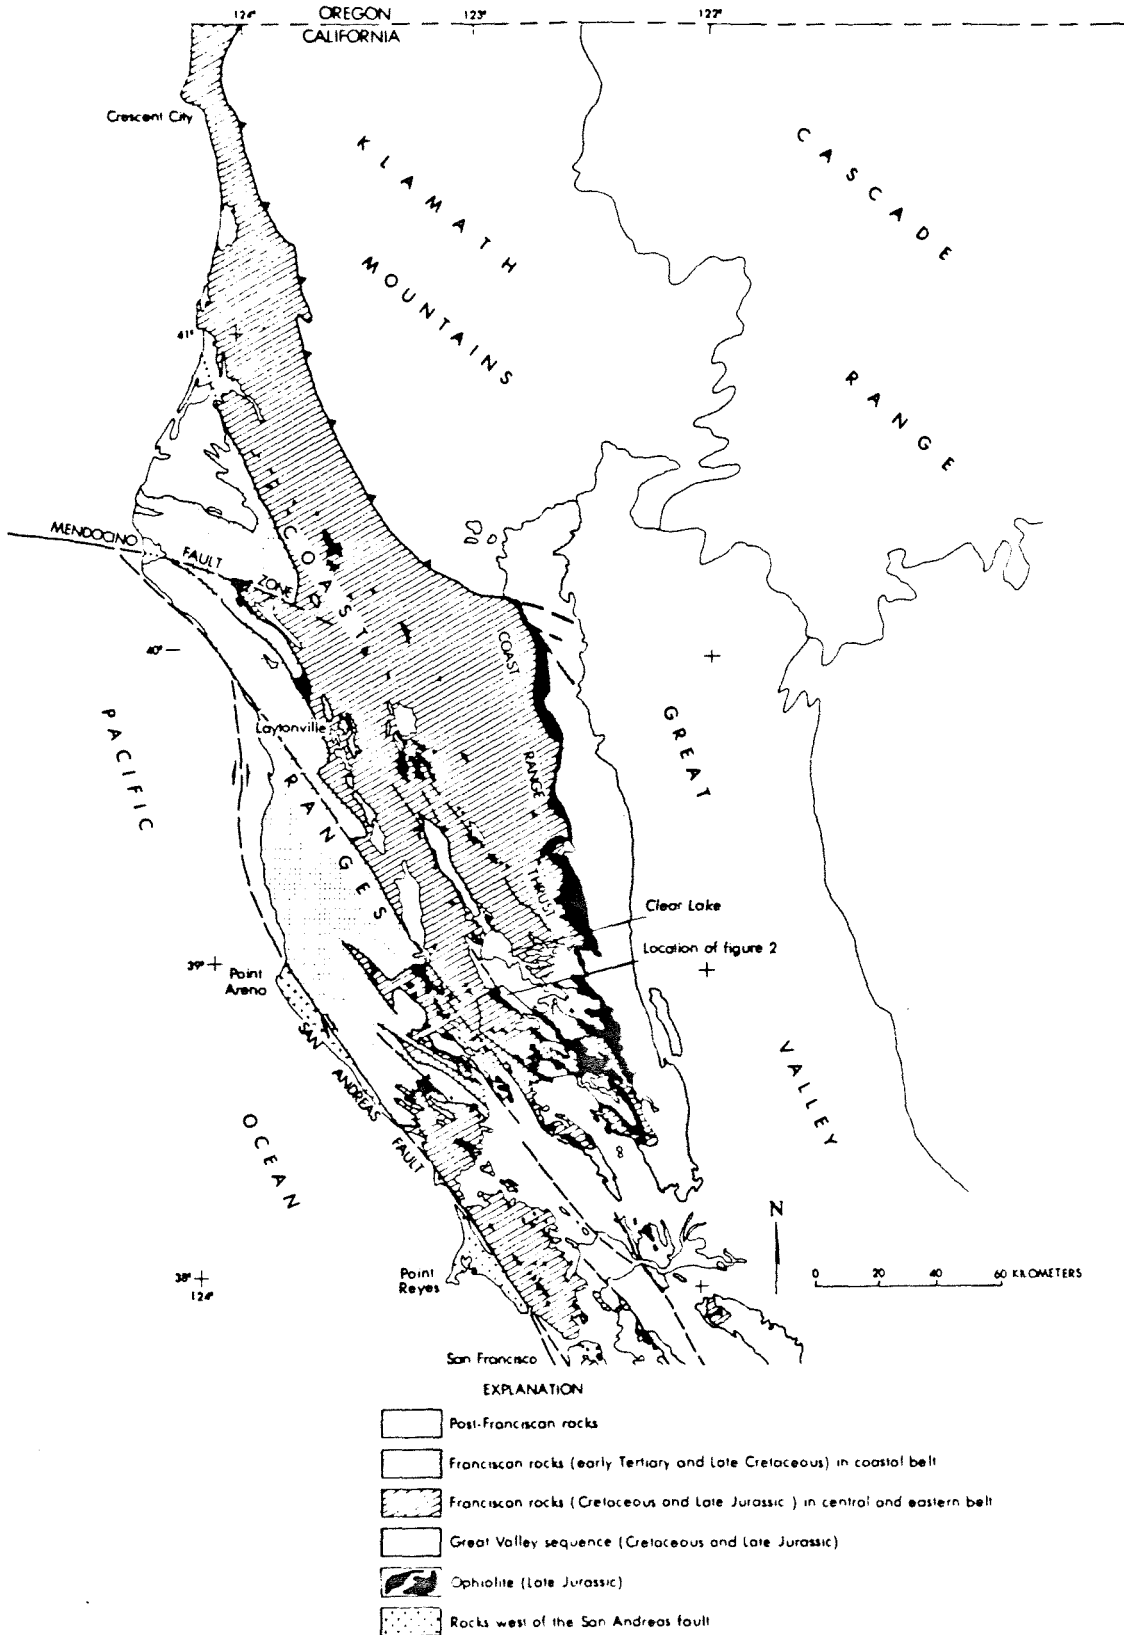 124° OREGON 123° 122°
CALIFORNIA
Crescent City
KLAMATH
MOUNTAINS
CASCADE
RANGE
41°
MENDOCINO
FAULT
ZONE
COAST
RANGES
40°
COAST
RANGE
THRUST
PACIFIC
OCEAN
Laytonville
GREAT
VALLEY
Clear Lake
Location of figure 2
39°
Point
Arena
SAN
ANDREAS
FAULT
N
38°
124°
Point
Reyes
0 20 40 60 KILOMETERS
San Francisco
EXPLANATION
Post-Franciscan rocks
Franciscan rocks (early Tertiary and Late Cretaceous) in coastal belt
Franciscan rocks (Cretaceous and Late Jurassic ) in central and eastern belt
Great Valley sequence (Cretaceous and Late Jurassic)
Ophiolite (Late Jurassic)
Rocks west of the San Andreas fault